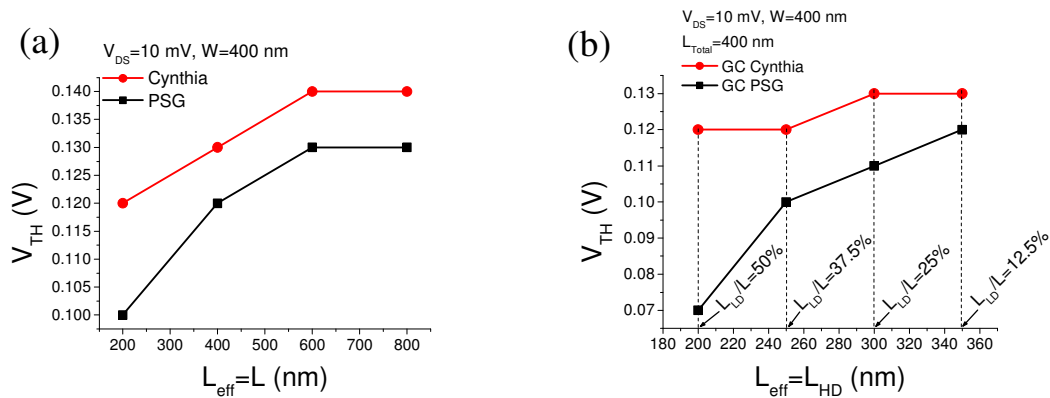 (a)
V_DS=10 mV, W=400 nm
Cynthia
PSG
0.140
0.135
0.130
0.125
0.120
0.115
0.110
0.105
0.100
V_TH (V)
200 300 400 500 600 700 800
L_eff=L (nm)
(b)
V_DS=10 mV, W=400 nm
L_Total=400 nm
GC Cynthia
GC PSG
0.13
0.12
0.11
0.10
0.09
0.08
0.07
V_TH (V)
L_LD/L=50%
L_LD/L=37.5%
L_LD/L=25%
L_LD/L=12.5%
180 200 220 240 260 280 300 320 340 360
L_eff=L_HD (nm)